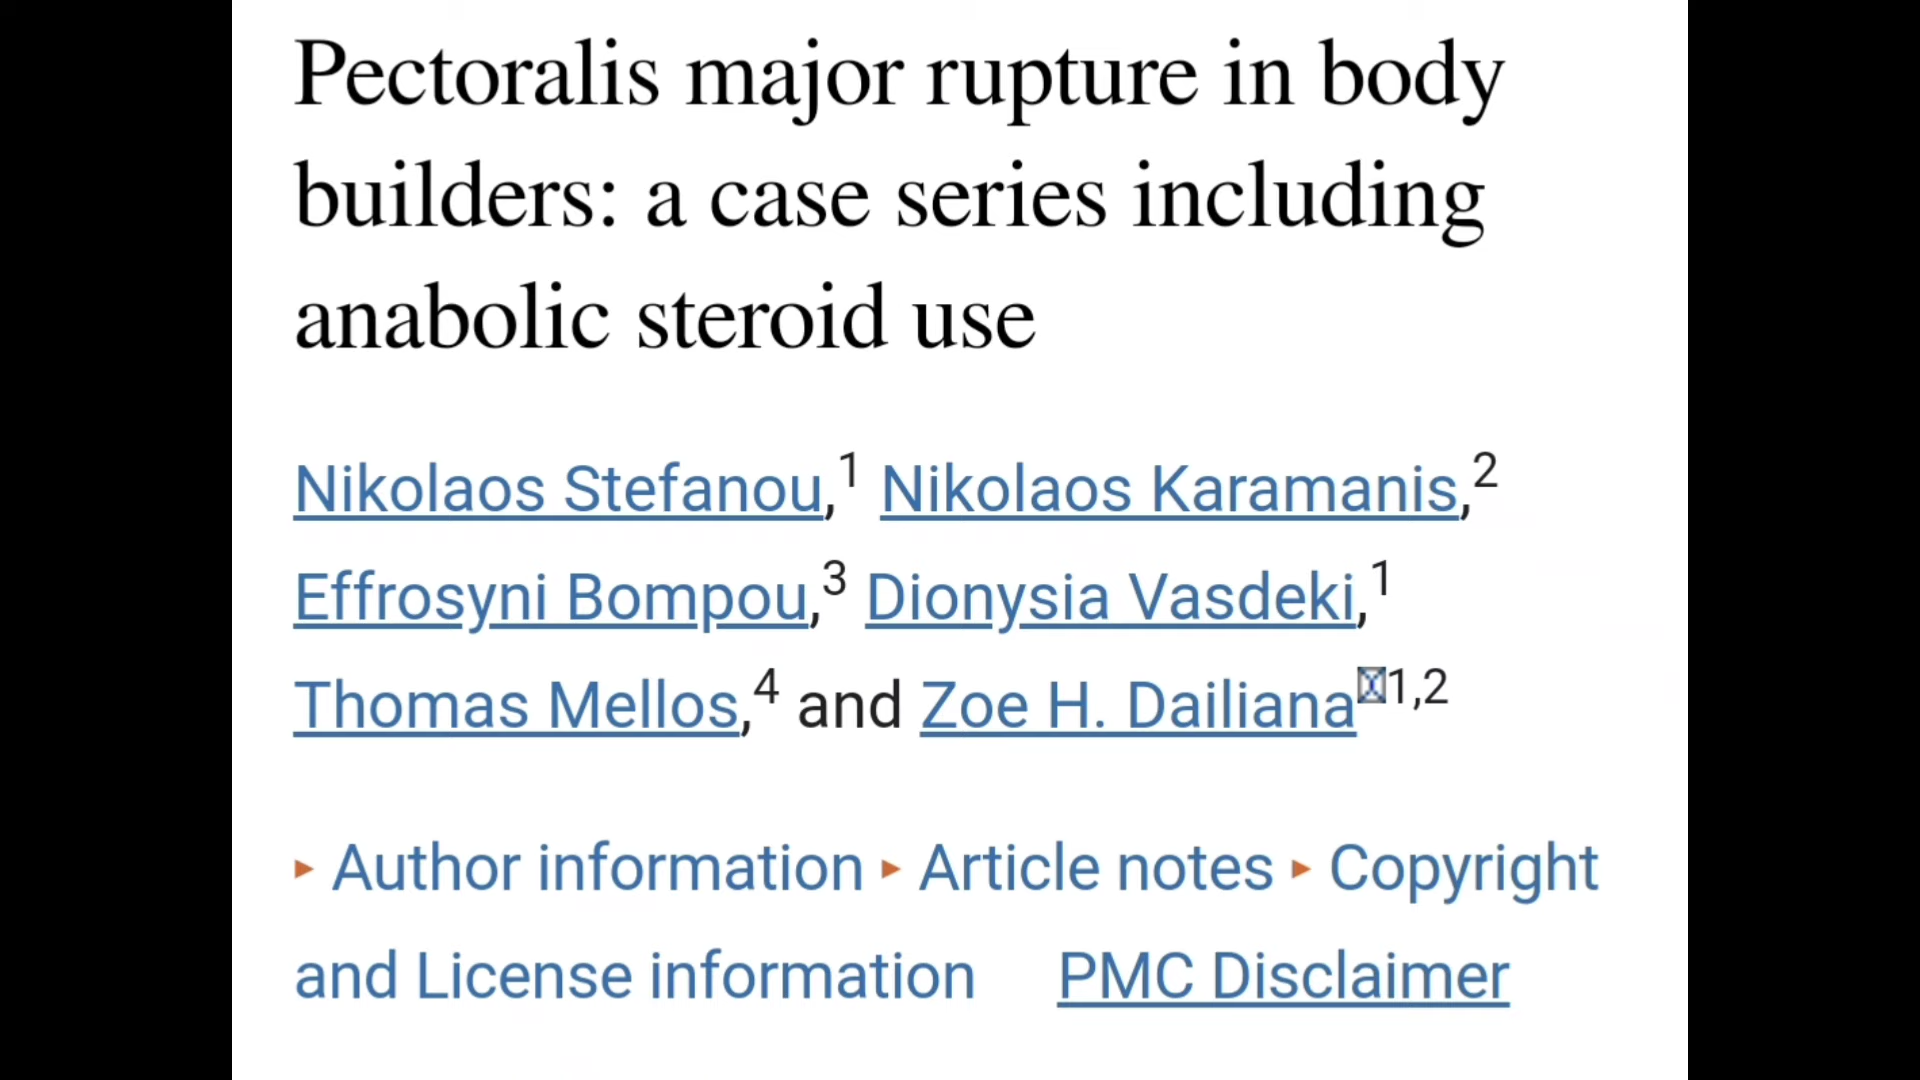 Pectoralis major rupture in body
builders: a case series including
anabolic steroid use
Nikolaos Stefanou,1 Nikolaos Karamanis,2
Effrosyni Bompou,3 Dionysia Vasdeki,1
Thomas Mellos,4 and Zoe H. Dailiana1,2
▸ Author information ▸ Article notes ▸ Copyright
and License information PMC Disclaimer